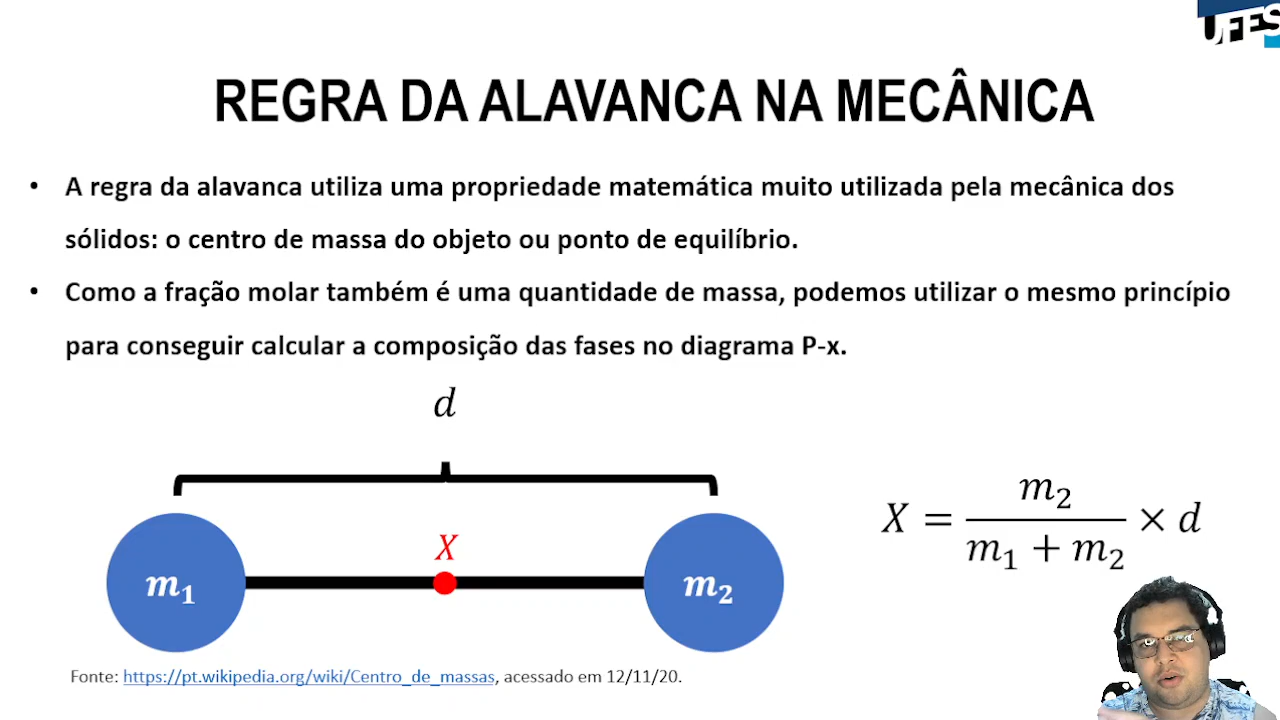 UFES
REGRA DA ALAVANCA NA MECÂNICA
• A regra da alavanca utiliza uma propriedade matemática muito utilizada pela mecânica dos
sólidos: o centro de massa do objeto ou ponto de equilíbrio.
• Como a fração molar também é uma quantidade de massa, podemos utilizar o mesmo princípio
para conseguir calcular a composição das fases no diagrama P-x.
d
X
m₁
m₂
X = m₂ / (m₁ + m₂) × d
Fonte: https://pt.wikipedia.org/wiki/Centro_de_massas, acessado em 12/11/20.